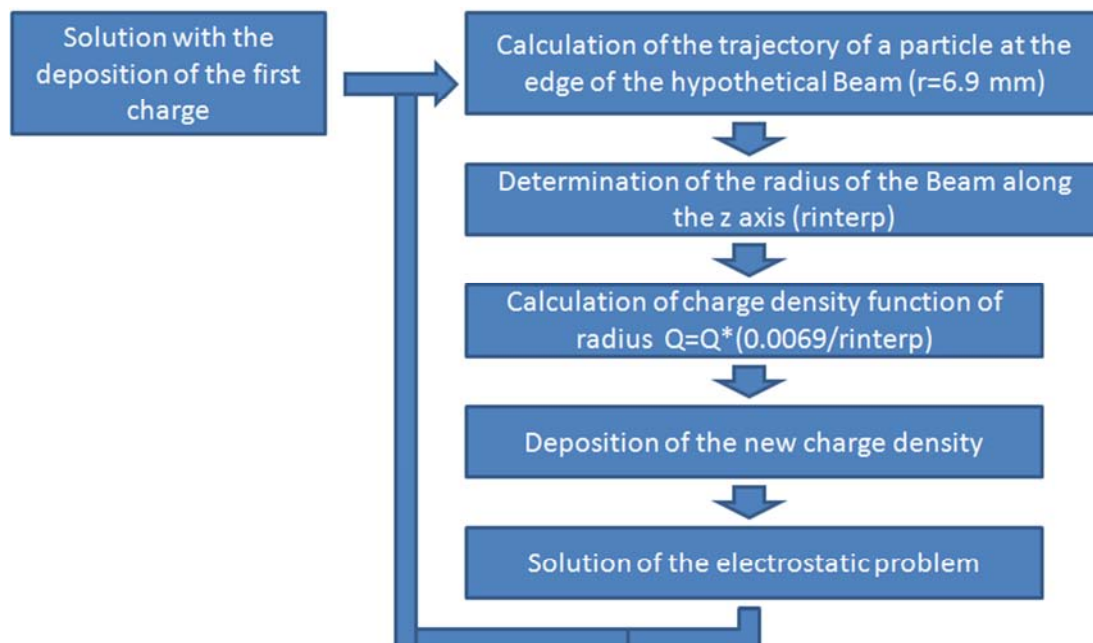 Solution with the
deposition of the first
charge
Calculation of the trajectory of a particle at the
edge of the hypothetical Beam (r=6.9 mm)
Determination of the radius of the Beam along
the z axis (rinterp)
Calculation of charge density function of
radius Q=Q*(0.0069/rinterp)
Deposition of the new charge density
Solution of the electrostatic problem